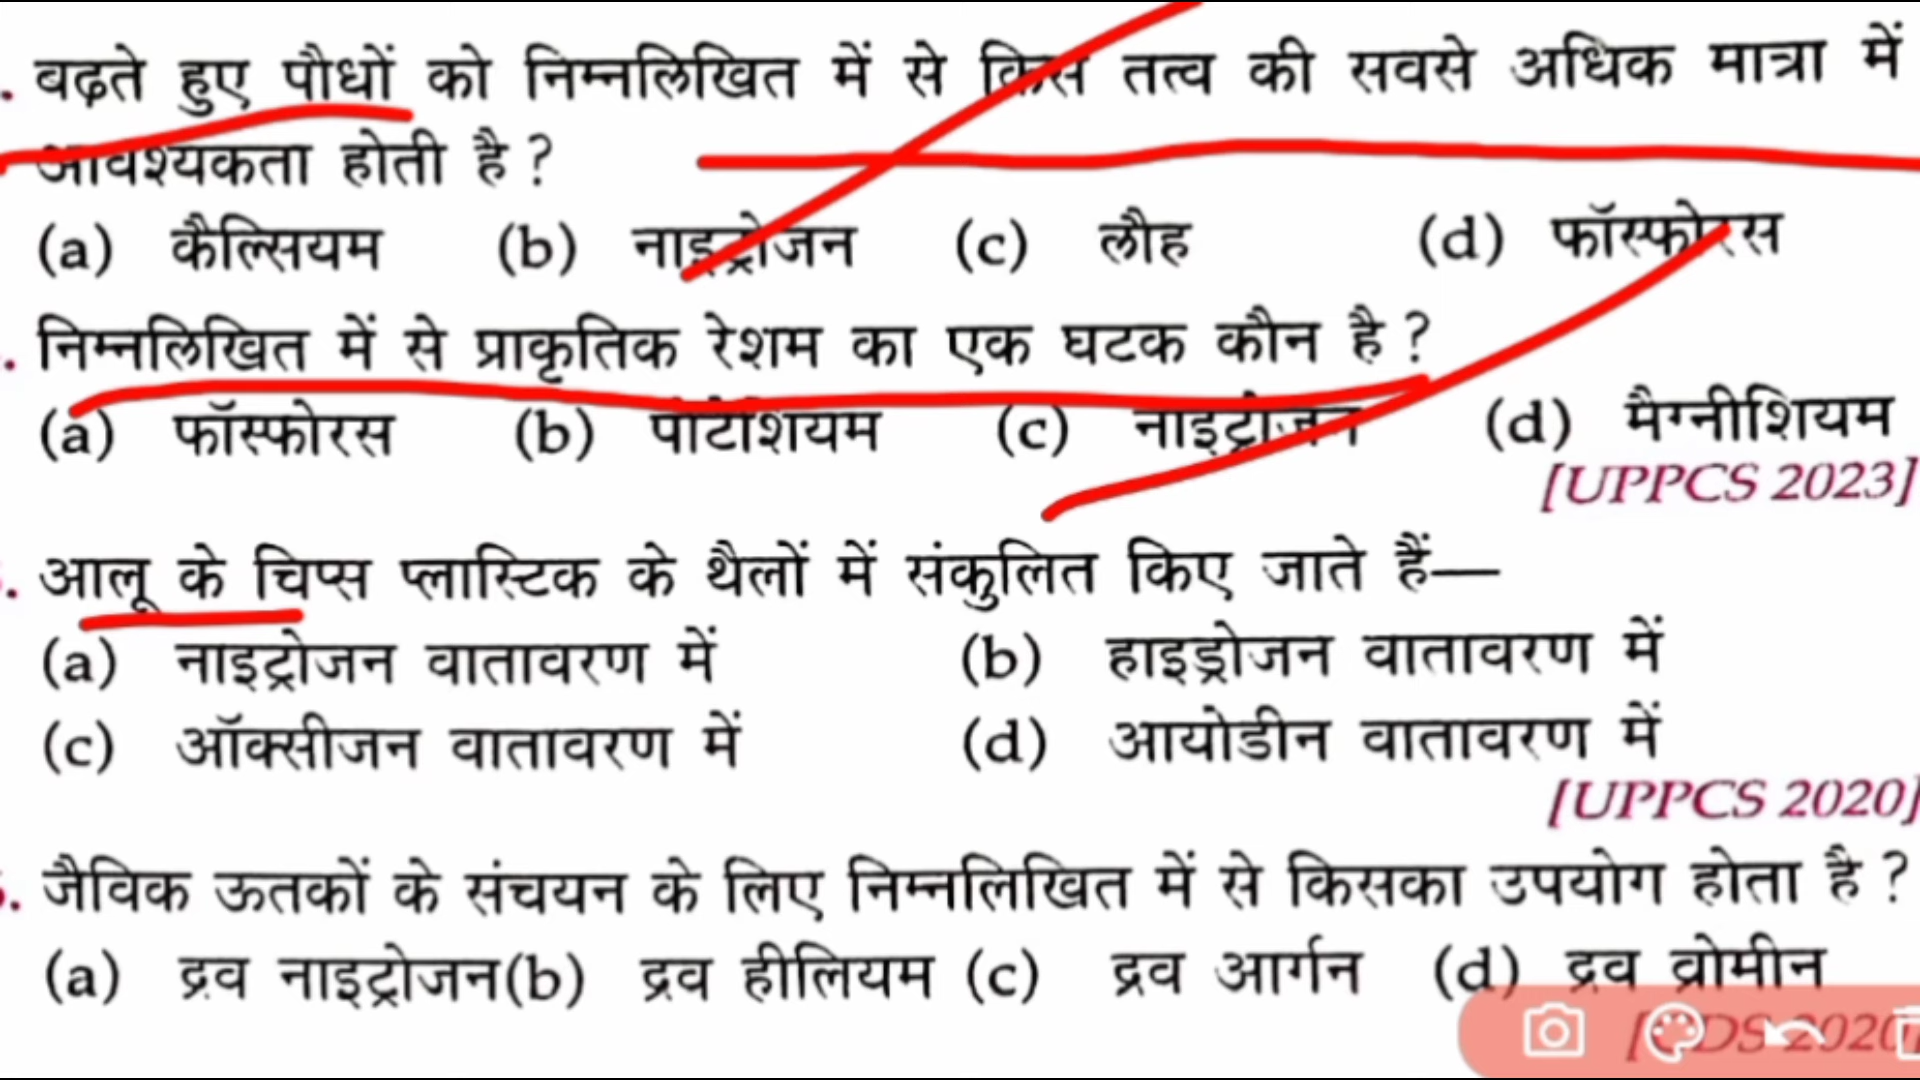 . बढ़ते हुए पौधों को निम्नलिखित में से किस तत्व की सबसे अधिक मात्रा में
आवश्यकता होती है ?
(a) कैल्सियम (b) नाइट्रोजन (c) लौह (d) फॉस्फोरस
. निम्नलिखित में से प्राकृतिक रेशम का एक घटक कौन है ?
(a) फॉस्फोरस (b) पोटैशियम (c) नाइट्रोजन (d) मैग्नीशियम
[UPPCS 2023]
. आलू के चिप्स प्लास्टिक के थैलों में संकुलित किए जाते हैं—
(a) नाइट्रोजन वातावरण में (b) हाइड्रोजन वातावरण में
(c) ऑक्सीजन वातावरण में (d) आयोडीन वातावरण में
[UPPCS 2020]
. जैविक ऊतकों के संचयन के लिए निम्नलिखित में से किसका उपयोग होता है ?
(a) द्रव नाइट्रोजन(b) द्रव हीलियम (c) द्रव आर्गन (d) द्रव ब्रोमीन
2020]